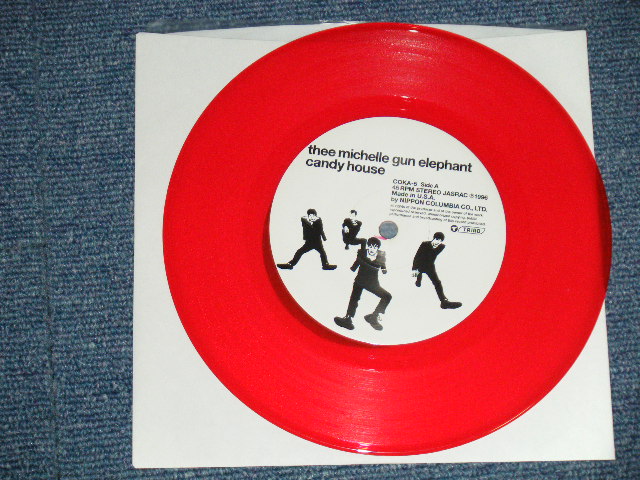 thee michelle gun elephant
candy house
COKA-5 Side A
45 RPM STEREO JASRAC ℗1996
Made in U.S.A.
by NIPPON COLUMBIA CO., LTD.
TRIAD